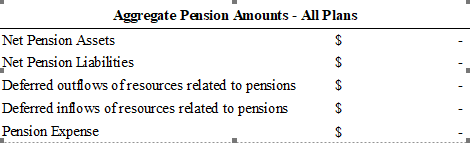 Aggregate Pension Amounts - All Plans
Net Pension Assets $ -
Net Pension Liabilities $ -
Deferred outflows of resources related to pensions $ -
Deferred inflows of resources related to pensions $ -
Pension Expense $ -